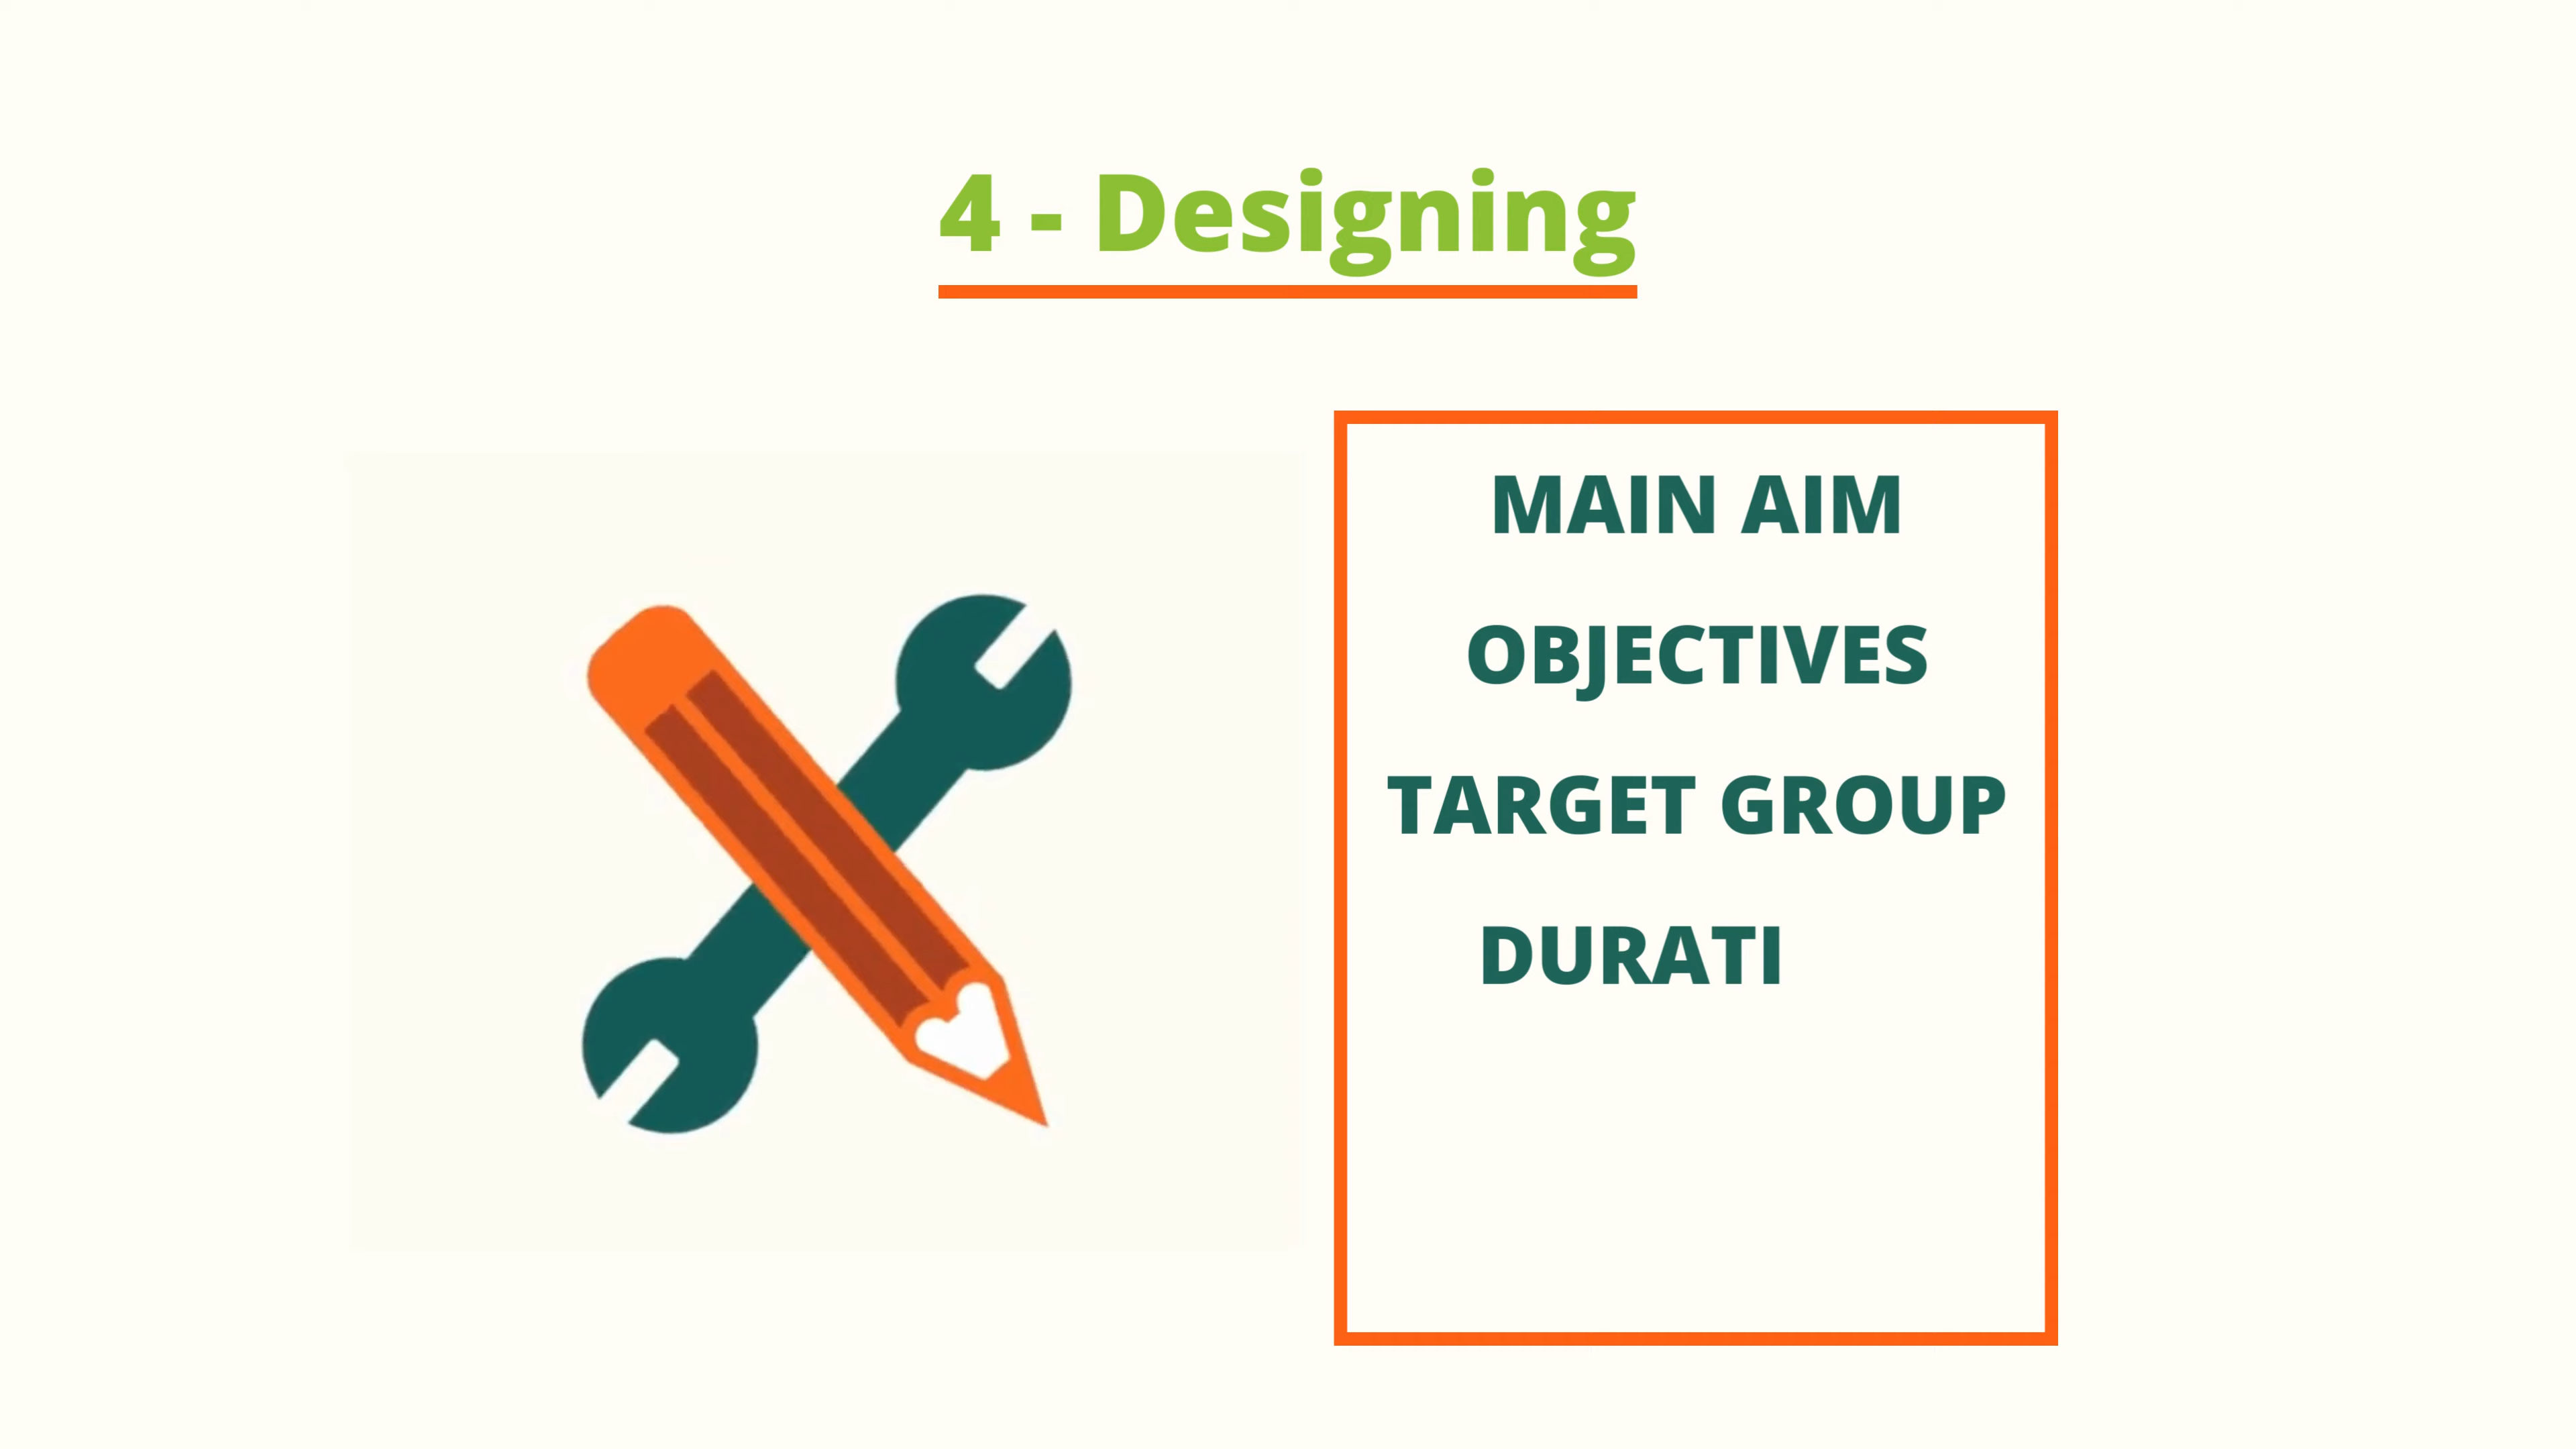 4 - Designing
MAIN AIM
OBJECTIVES
TARGET GROUP
DURATI